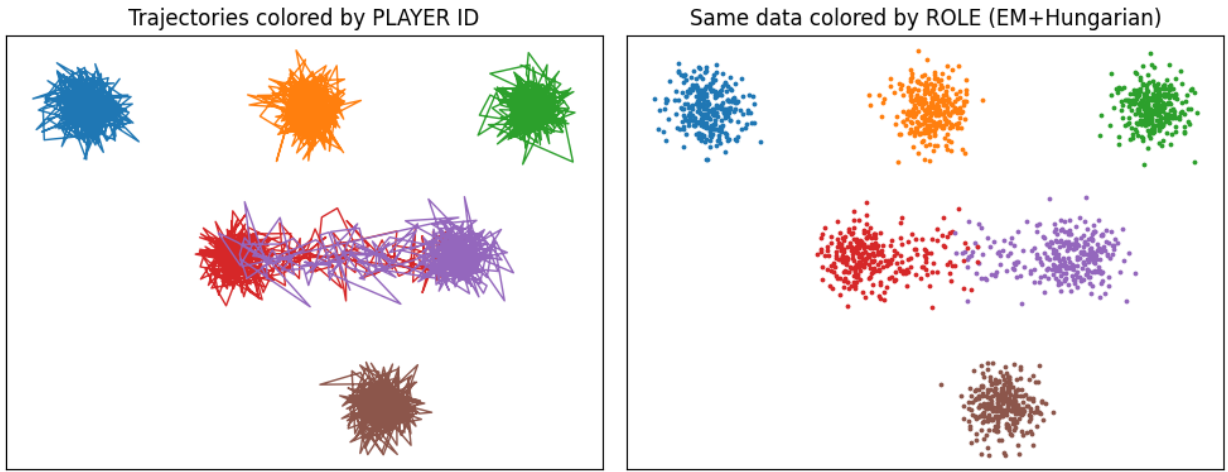 Trajectories colored by PLAYER ID
Same data colored by ROLE (EM+Hungarian)